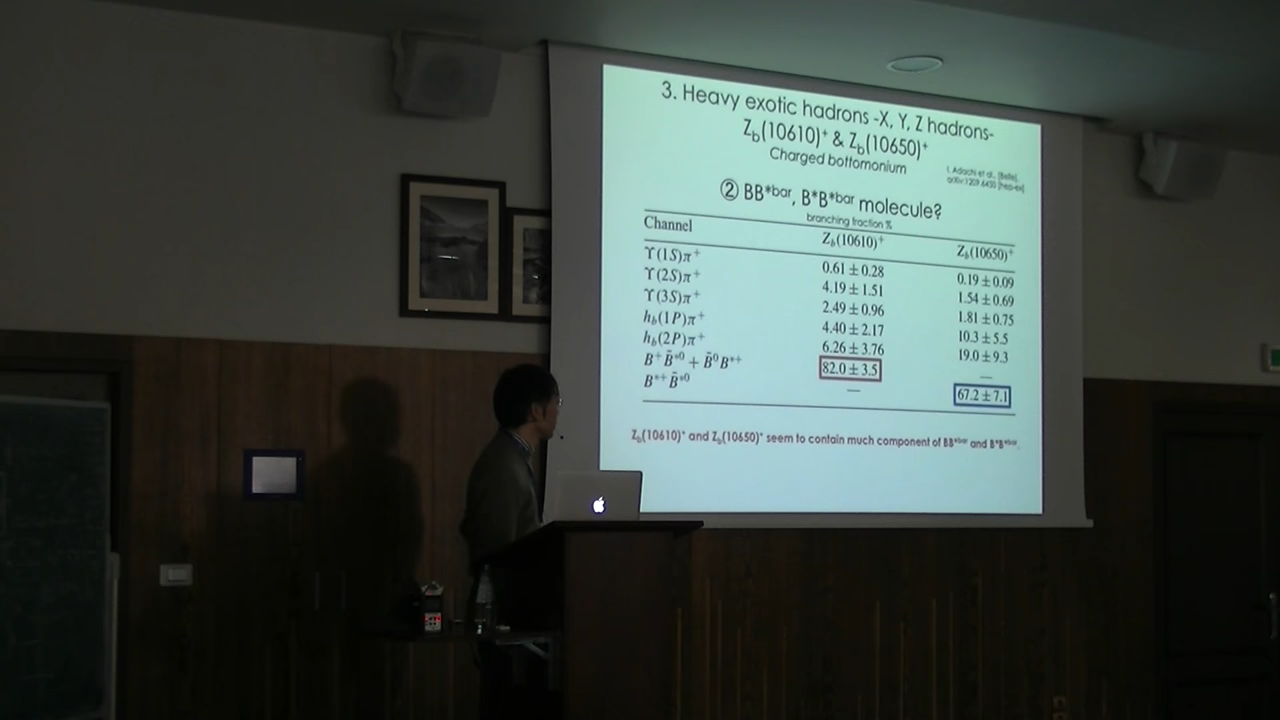 3. Heavy exotic hadrons -X, Y, Z hadrons-
Z_b(10610)⁺ & Z_b(10650)⁺
Charged bottomonium
I. Adachi et al., [Belle],
arXiv:1209.6450 [hep-ex]
② BB*bar, B*B*bar molecule?
branching fraction %
Channel Z_b(10610)⁺ Z_b(10650)⁺
ϒ(1S)π⁺ 0.61 ± 0.28 0.19 ± 0.09
ϒ(2S)π⁺ 4.19 ± 1.51 1.54 ± 0.69
ϒ(3S)π⁺ 2.49 ± 0.96 1.81 ± 0.75
h_b(1P)π⁺ 4.40 ± 2.17 10.3 ± 5.5
h_b(2P)π⁺ 6.26 ± 3.76 19.0 ± 9.3
B⁺B̄*⁰ + B̄⁰B*⁺ 82.0 ± 3.5 —
B*⁺B̄*⁰ — 67.2 ± 7.1
Z_b(10610)⁺ and Z_b(10650)⁺ seem to contain much component of BB*bar and B*B*bar.